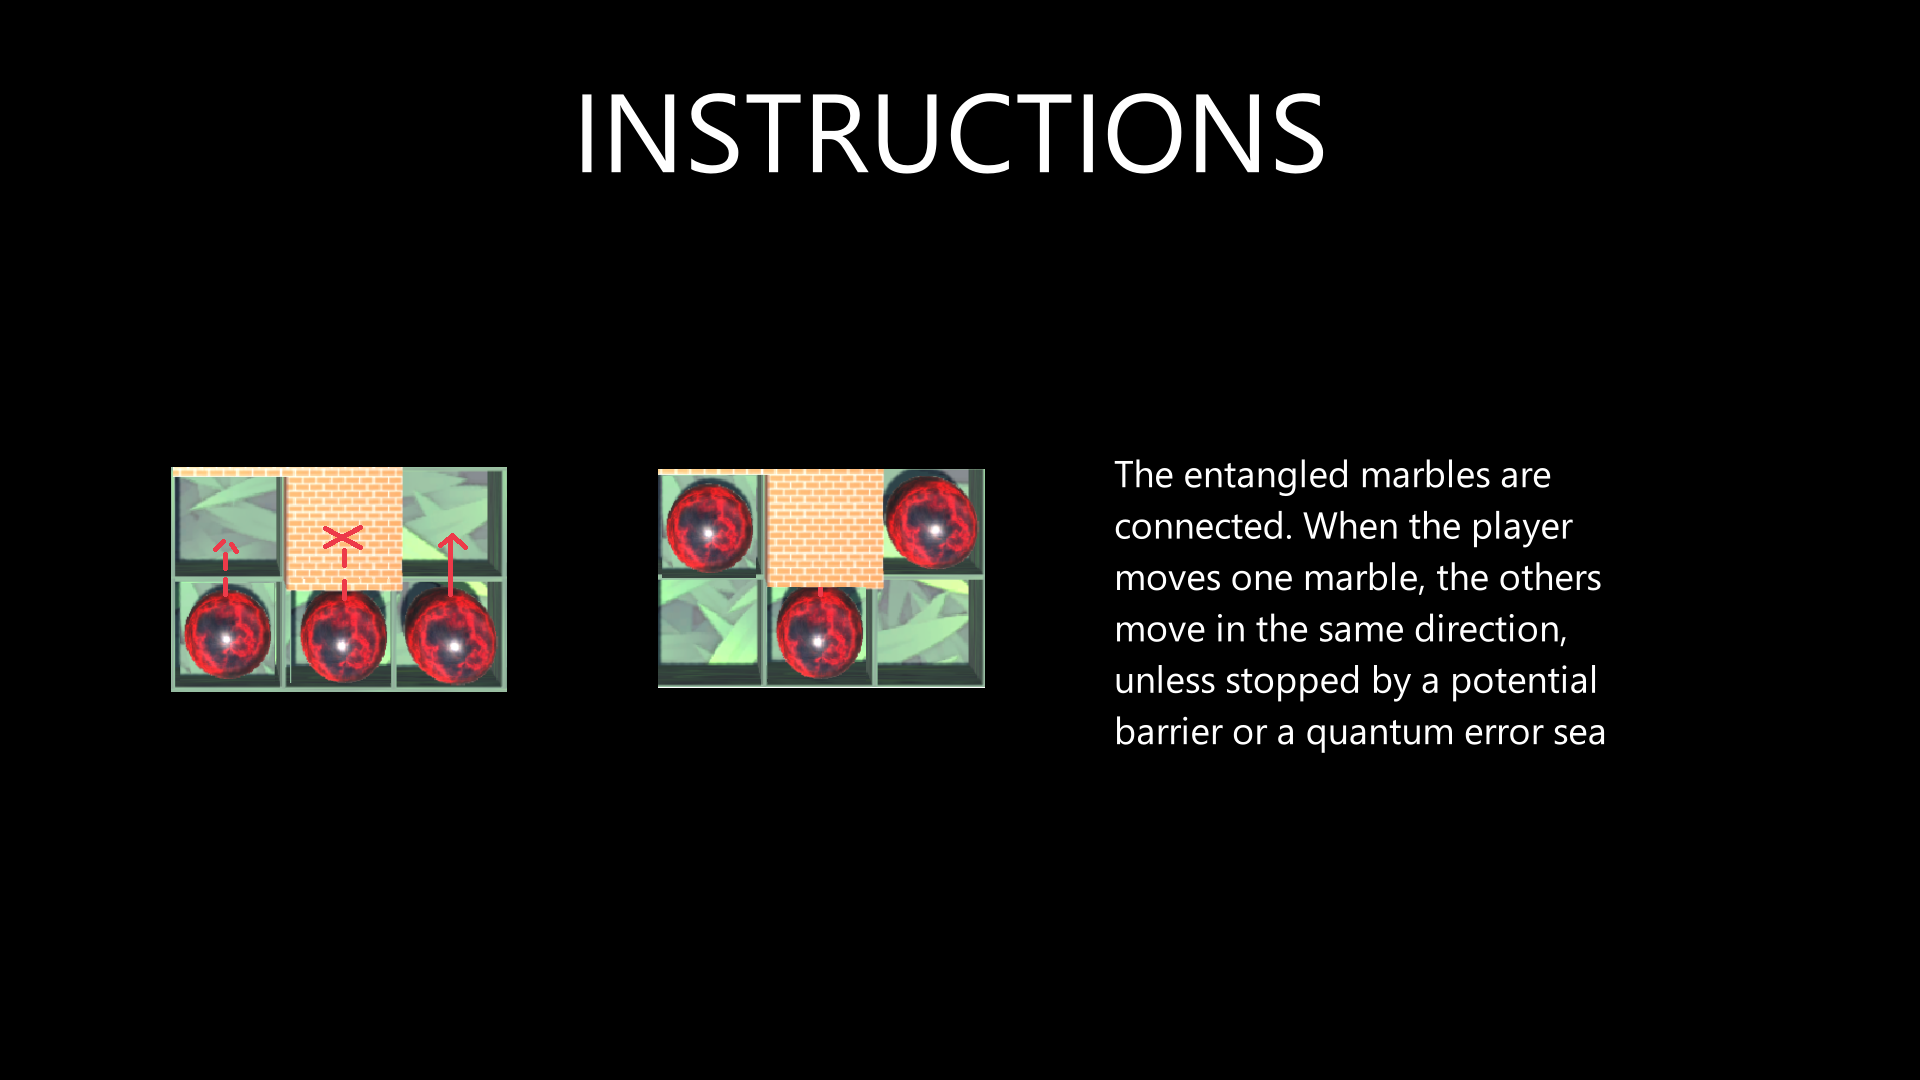 INSTRUCTIONS
The entangled marbles are
connected. When the player
moves one marble, the others
move in the same direction,
unless stopped by a potential
barrier or a quantum error sea